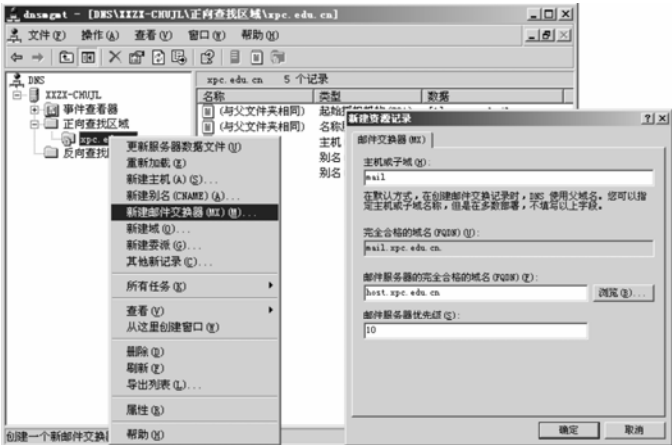 dnsmgmt - [DNS\XXZX-CHUJL\正向查找区域\xpc.edu.cn]
文件(F) 操作(A) 查看(V) 窗口(W) 帮助(H)
DNS
XXZX-CHUJL
事件查看器
正向查找区域
xpc.e
反向查找
xpc.edu.cn 5 个记录
名称 类型 数据
(与父文件夹相同)
(与父文件夹相同) 名称
主机
别名
别名
更新服务器数据文件(U)
重新加载(E)
新建主机(A)(S)...
新建别名(CNAME)(A)...
新建邮件交换器(MX)(M)...
新建域(O)...
新建委派(G)...
其他新记录(C)...
所有任务(K)
查看(V)
从这里创建窗口(W)
删除(D)
刷新(F)
导出列表(L)...
属性(R)
帮助(H)
创建一个新邮件交换
新建资源记录
邮件交换器(MX)
主机或子域(H):
mail
在默认方式，在创建邮件交换记录时，DNS 使用父域名。您可以指
定主机或子域名称，但是在多数部署，不填写以上字段。
完全合格的域名(FQDN)(U):
mail.xpc.edu.cn.
邮件服务器的完全合格的域名(FQDN)(F):
host.xpc.edu.cn
浏览(B)...
邮件服务器优先级(S):
10
确定 取消